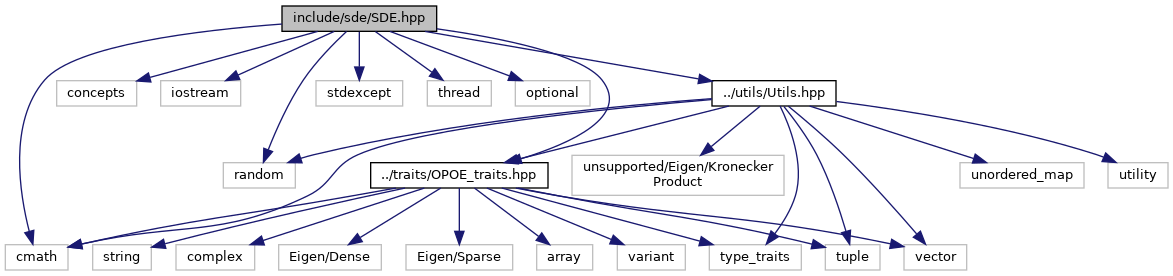 include/sde/SDE.hpp
concepts
iostream
stdexcept
thread
optional
../utils/Utils.hpp
random
../traits/OPOE_traits.hpp
unsupported/Eigen/Kronecker
Product
unordered_map
utility
cmath
string
complex
Eigen/Dense
Eigen/Sparse
array
variant
type_traits
tuple
vector